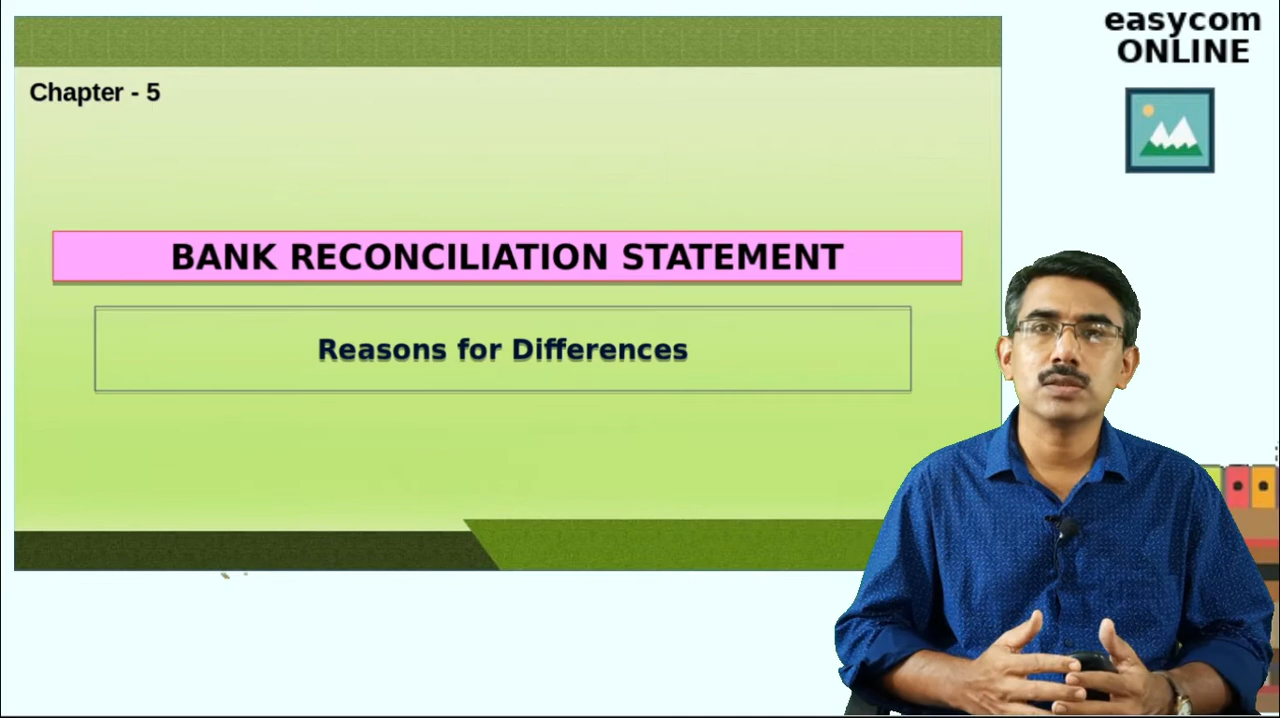 easycom
ONLINE
Chapter - 5
BANK RECONCILIATION STATEMENT
Reasons for Differences